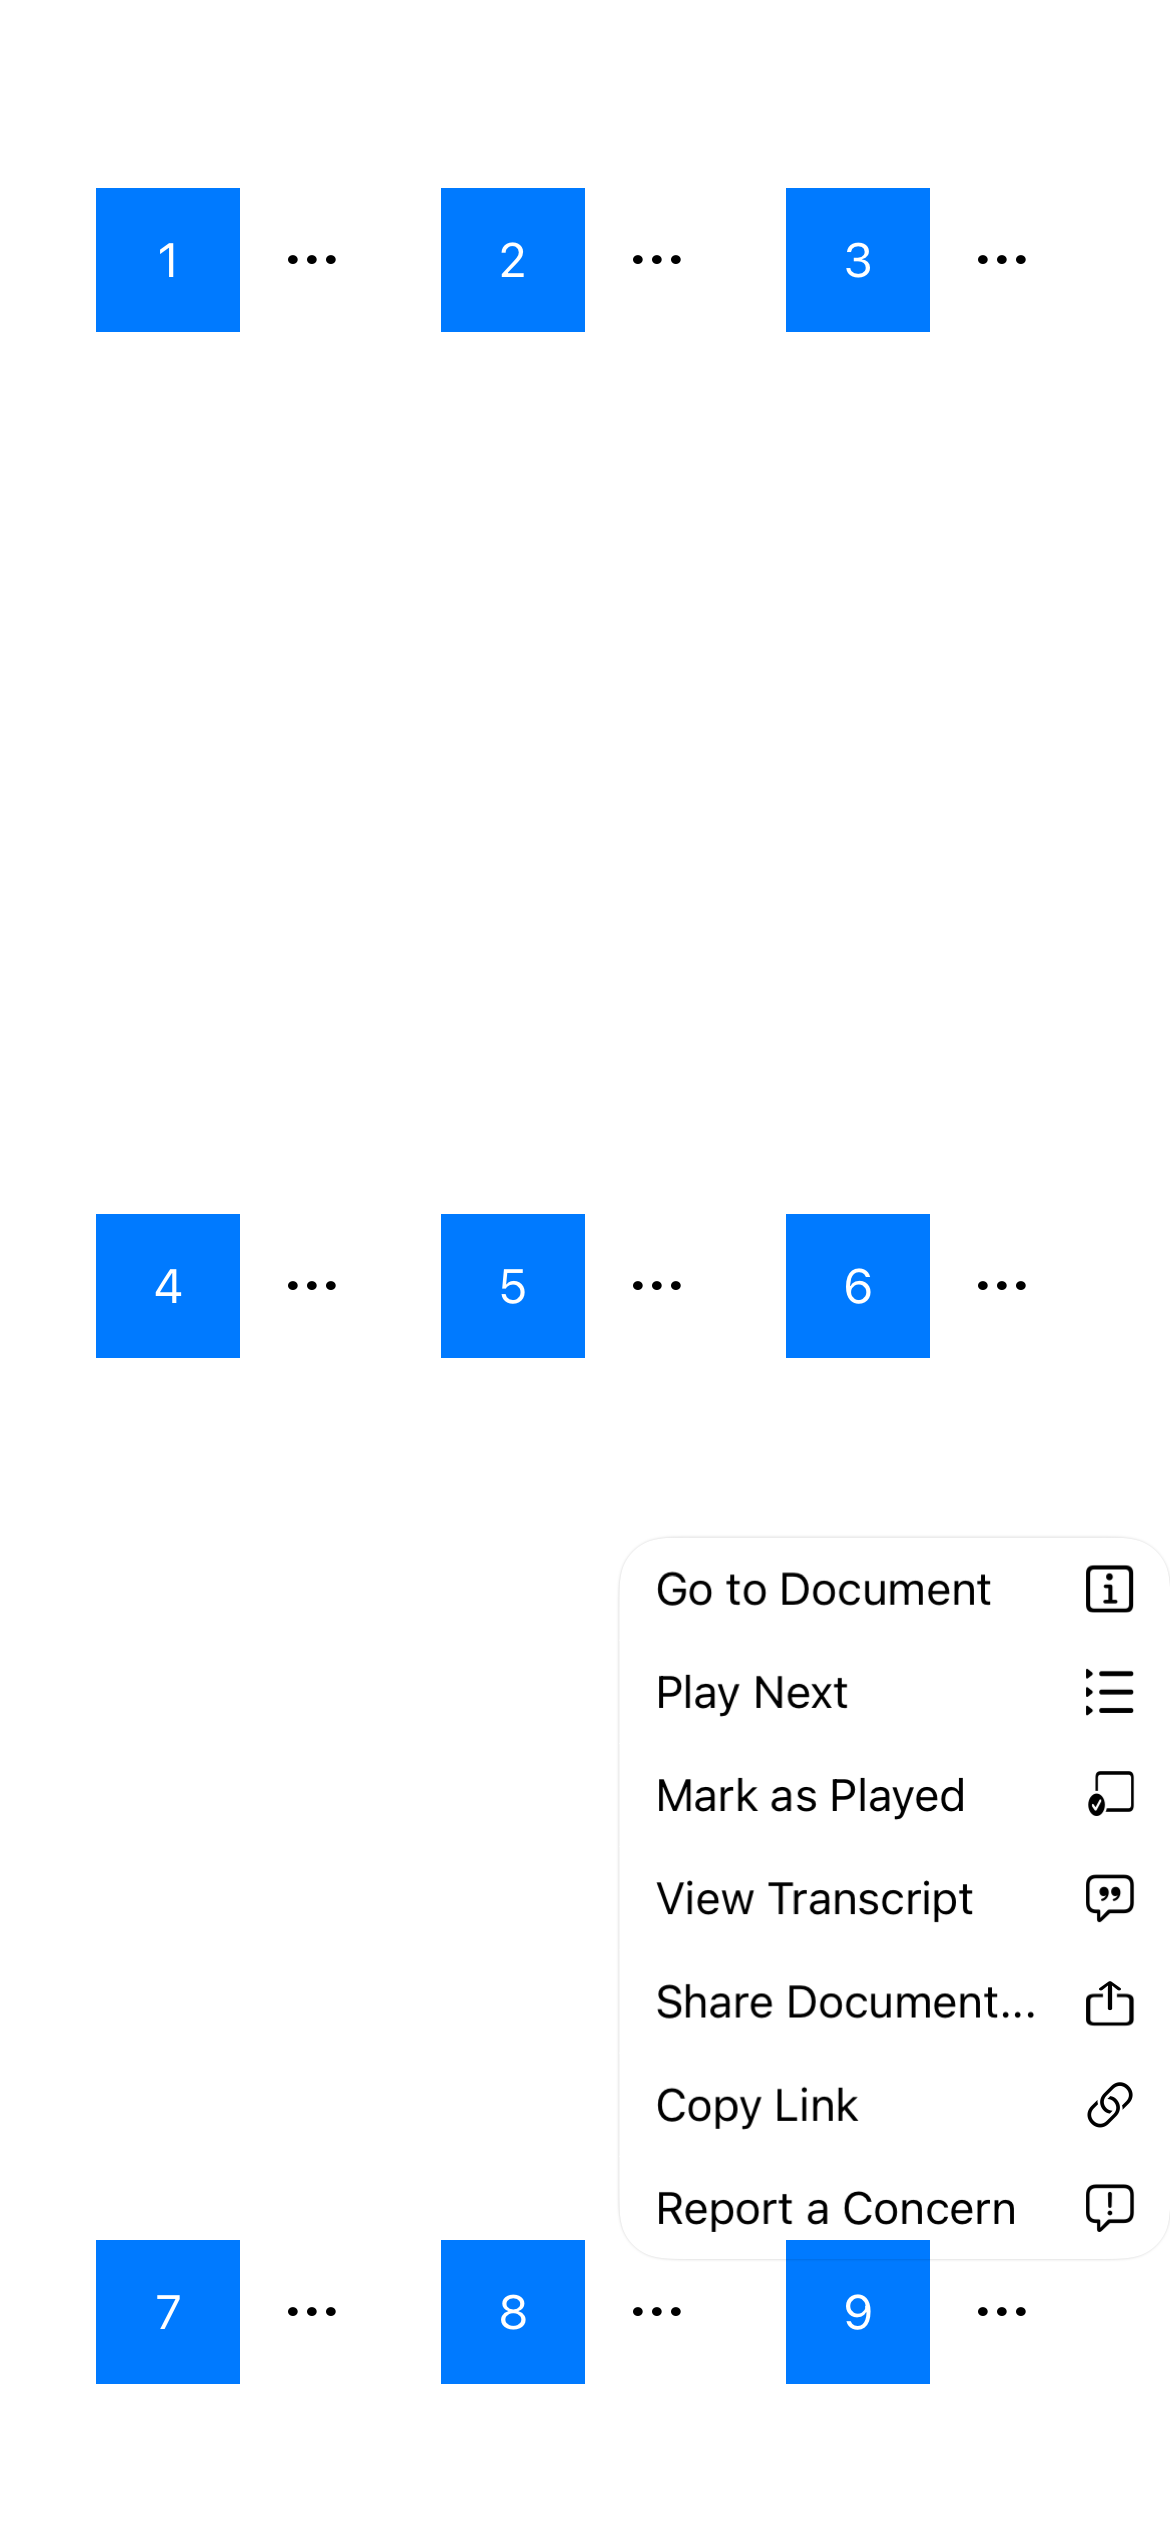 1 ... 2 ... 3 ...
4 ... 5 ... 6 ...
Go to Document
Play Next
Mark as Played
View Transcript
Share Document...
Copy Link
Report a Concern
7 ... 8 ... 9 ...